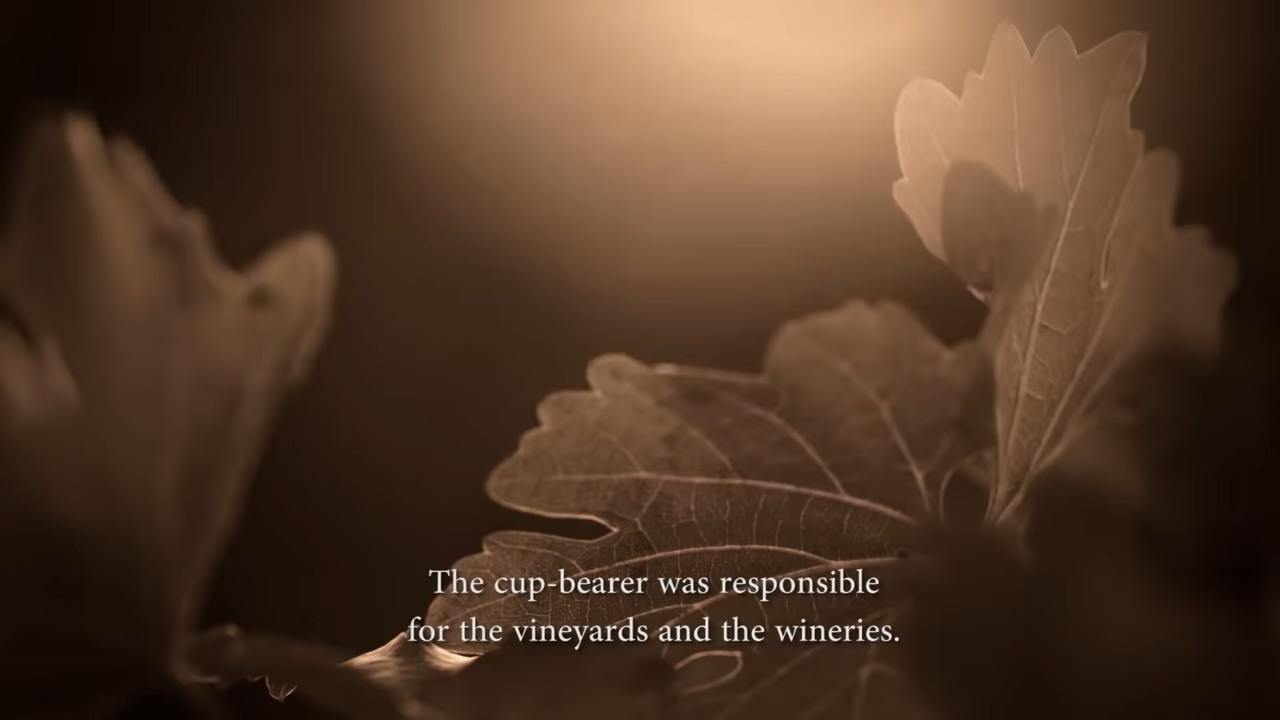 The cup-bearer was responsible
for the vineyards and the wineries.